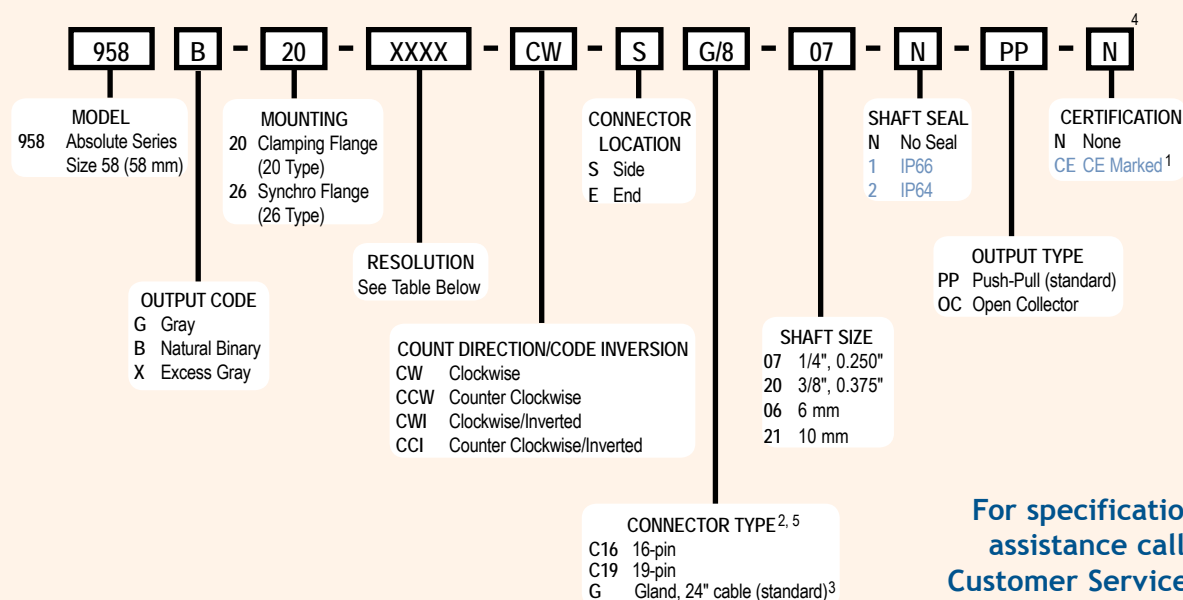 4
958 B - 20 - XXXX - CW - S G/8 - 07 - N - PP - N
MODEL
958 Absolute Series
Size 58 (58 mm)
MOUNTING
20 Clamping Flange
(20 Type)
26 Synchro Flange
(26 Type)
CONNECTOR
LOCATION
S Side
E End
SHAFT SEAL
N No Seal
1 IP66
2 IP64
CERTIFICATION
N None
CE CE Marked1
RESOLUTION
See Table Below
OUTPUT TYPE
PP Push-Pull (standard)
OC Open Collector
OUTPUT CODE
G Gray
B Natural Binary
X Excess Gray
COUNT DIRECTION/CODE INVERSION
CW Clockwise
CCW Counter Clockwise
CWI Clockwise/Inverted
CCI Counter Clockwise/Inverted
SHAFT SIZE
07 1/4", 0.250"
20 3/8", 0.375"
06 6 mm
21 10 mm
CONNECTOR TYPE2, 5
C16 16-pin
C19 19-pin
G Gland, 24" cable (standard)3
For specificatio
assistance call
Customer Service